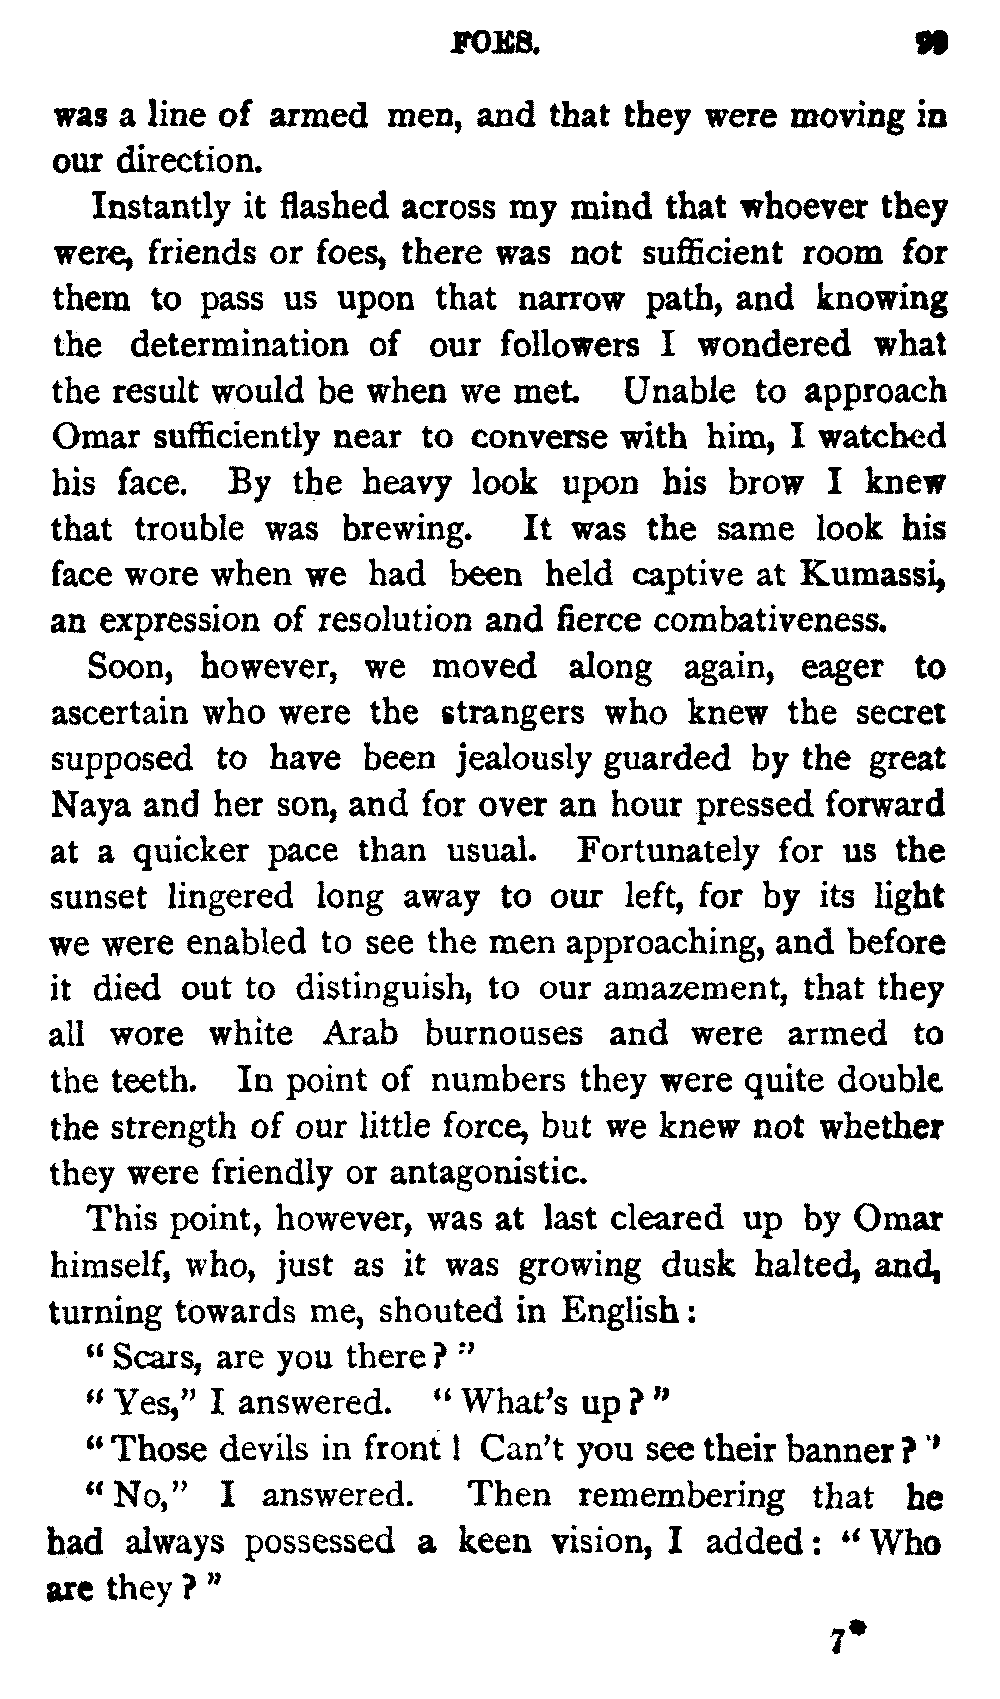 FOES. 99
was a line of armed men, and that they were moving in
our direction.
Instantly it flashed across my mind that whoever they
were, friends or foes, there was not sufficient room for
them to pass us upon that narrow path, and knowing
the determination of our followers I wondered what
the result would be when we met. Unable to approach
Omar sufficiently near to converse with him, I watched
his face. By the heavy look upon his brow I knew
that trouble was brewing. It was the same look his
face wore when we had been held captive at Kumassi,
an expression of resolution and fierce combativeness.
Soon, however, we moved along again, eager to
ascertain who were the strangers who knew the secret
supposed to have been jealously guarded by the great
Naya and her son, and for over an hour pressed forward
at a quicker pace than usual. Fortunately for us the
sunset lingered long away to our left, for by its light
we were enabled to see the men approaching, and before
it died out to distinguish, to our amazement, that they
all wore white Arab burnouses and were armed to
the teeth. In point of numbers they were quite double
the strength of our little force, but we knew not whether
they were friendly or antagonistic.
This point, however, was at last cleared up by Omar
himself, who, just as it was growing dusk halted, and,
turning towards me, shouted in English:
"Scars, are you there?"
"Yes," I answered. "What's up?"
"Those devils in front! Can't you see their banner?"
"No," I answered. Then remembering that he
had always possessed a keen vision, I added: "Who
are they?"
7*